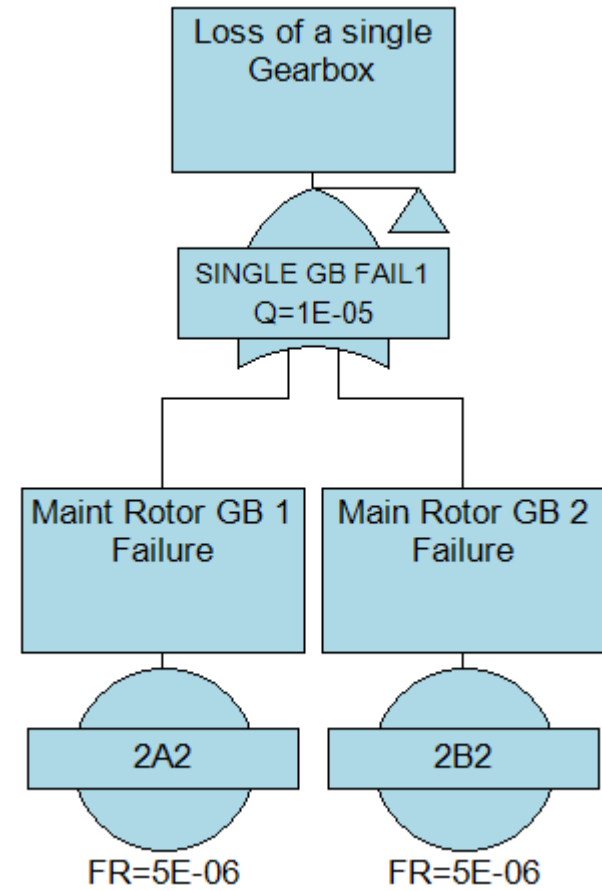 Loss of a single
Gearbox
SINGLE GB FAIL1
Q=1E-05
Maint Rotor GB 1
Failure
Main Rotor GB 2
Failure
2A2
2B2
FR=5E-06
FR=5E-06